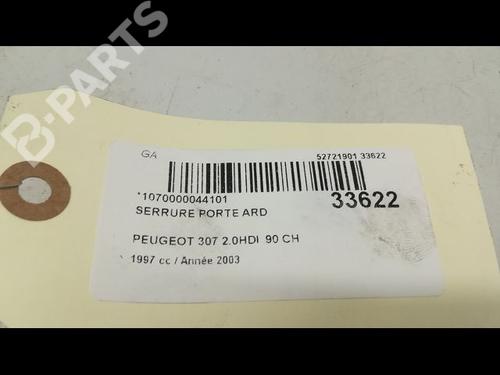 B-PARTS
GA
52721901 33622
*1070000044101
33622
SERRURE PORTE ARD
PEUGEOT 307 2.0HDI 90 CH
1997 cc / Année 2003